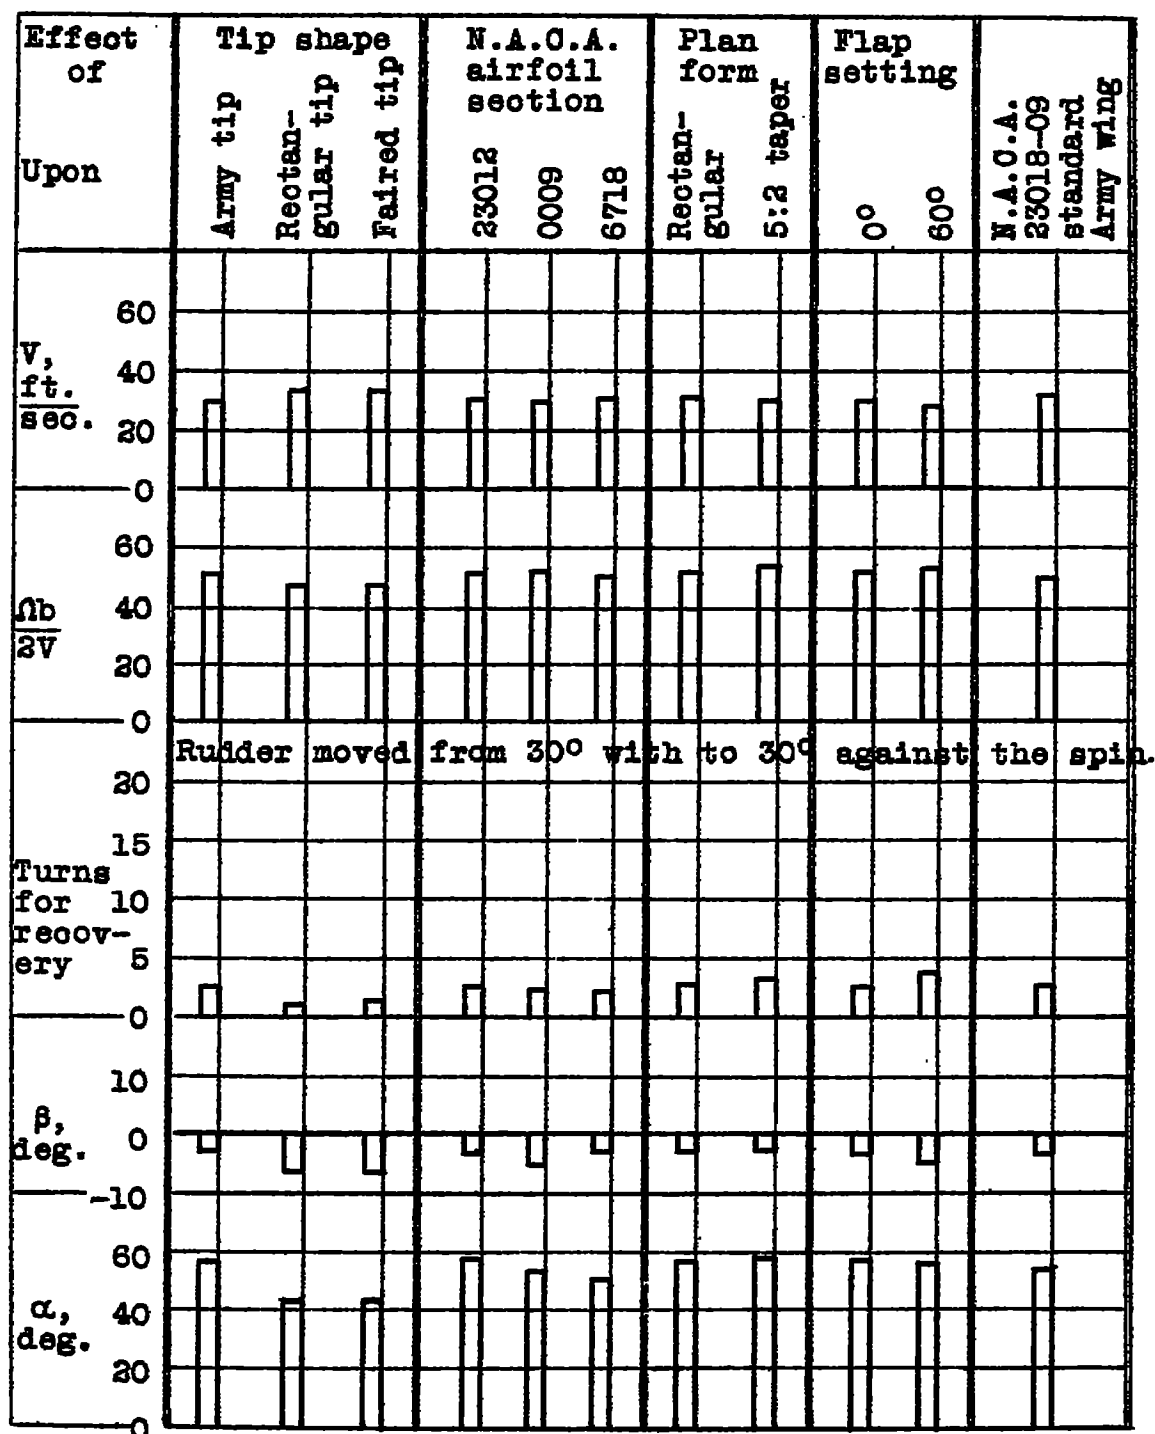 Effect
of
Upon
Tip shape
Army tip
Rectan-
gular tip
Faired tip
N.A.C.A.
airfoil
section
23012
0009
6718
Plan
form
Rectan-
gular
5:2 taper
Flap
setting
0°
60°
N.A.C.A.
23018-09
standard
Army wing
V,
ft.
sec.
60
40
20
0
Ωb
2V
60
40
20
0
Rudder moved from 30° with to 30° against the spin.
Turns
for
recov-
ery
20
15
10
5
0
β,
deg.
10
0
-10
α,
deg.
60
40
20
0